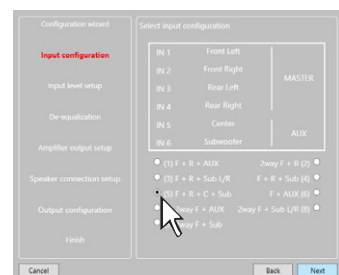 Configuration wizard
Input configuration
Input level setup
De-equalization
Amplifier output setup
Speaker connection setup
Output configuration
Finish
Select input configuration
IN 1 Front Left
IN 2 Front Right
IN 3 Rear Left
IN 4 Rear Right
MASTER
IN 5 Center
IN 6 Subwoofer
AUX
(1) F + R + AUX 2way F + R (2)
(3) F + R + Sub L/R F + R + Sub (4)
(5) F + R + C + Sub F + AUX (6)
way F + AUX 2way F + Sub L/R (8)
way F + Sub
Cancel Back Next